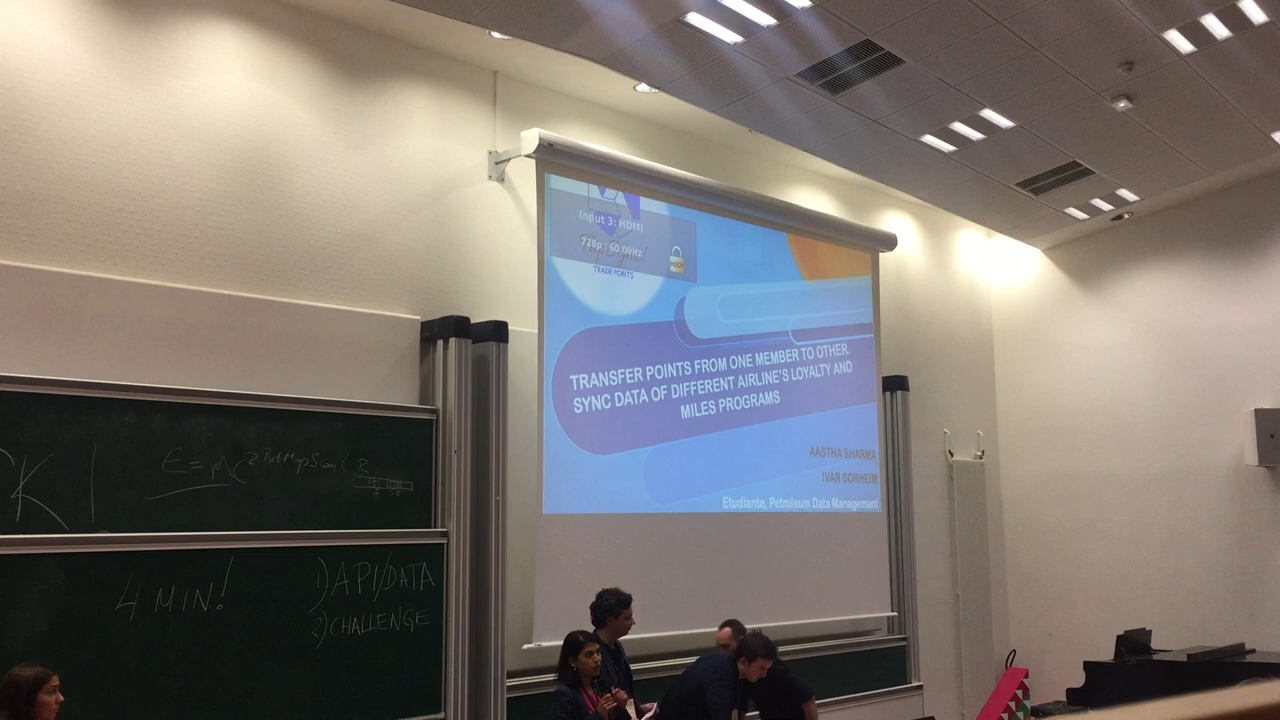 Input 3: HDMI
720p / 60.00Hz
HDCP
TRADE POINTS
TRANSFER POINTS FROM ONE MEMBER TO OTHER.
SYNC DATA OF DIFFERENT AIRLINE'S LOYALTY AND
MILES PROGRAMS
AASTHA SHARMA
IVAR SORHEIM
Etudiante, Petroleum Data Management
K |
E=MC²
4 MIN!
1) API/DATA
2) CHALLENGE